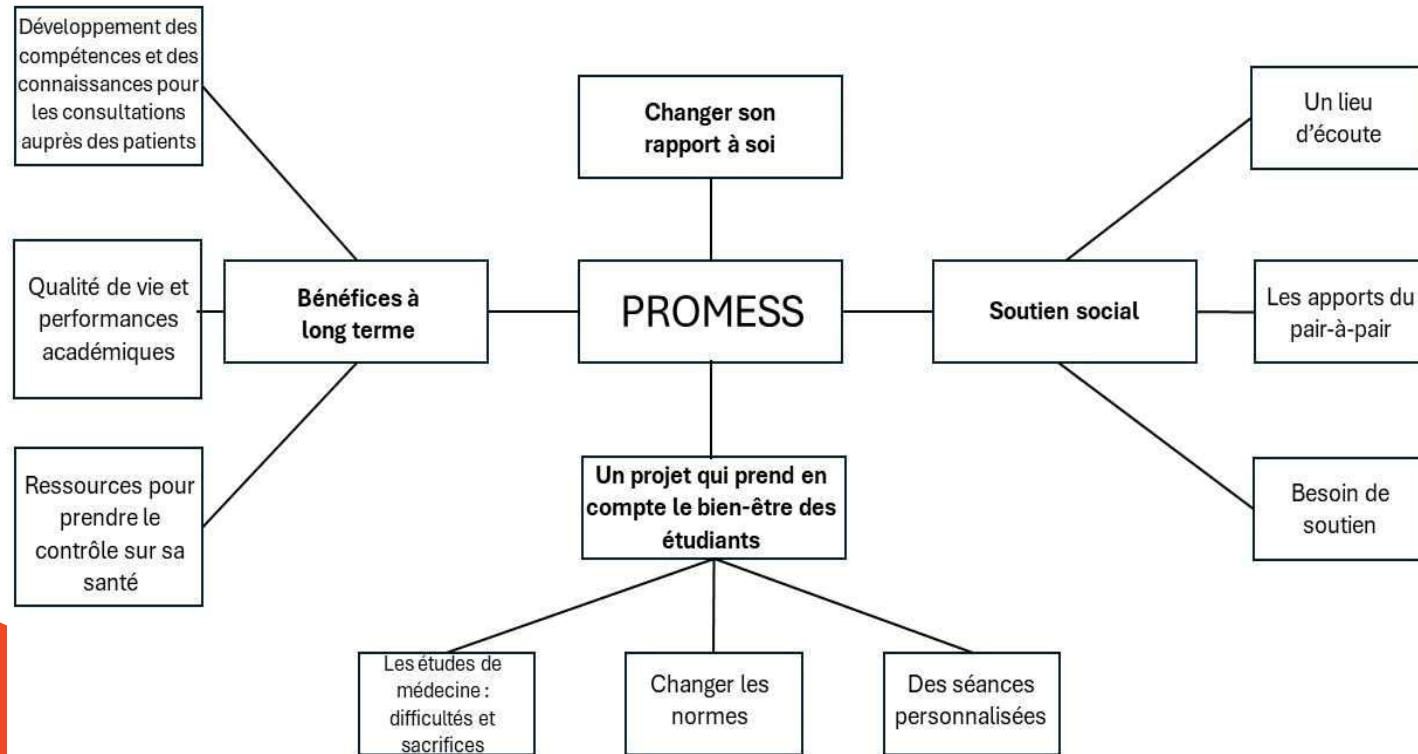 Développement des
compétences et des
connaissances pour
les consultations
auprès des patients
Qualité de vie et
performances
académiques
Ressources pour
prendre le
contrôle sur sa
santé
Bénéfices à
long terme
Changer son
rapport à soi
PROMESS
Un projet qui prend en
compte le bien-être des
étudiants
Les études de
médecine :
difficultés et
sacrifices
Changer les
normes
Des séances
personnalisées
Soutien social
Un lieu
d’écoute
Les apports du
pair-à-pair
Besoin de
soutien